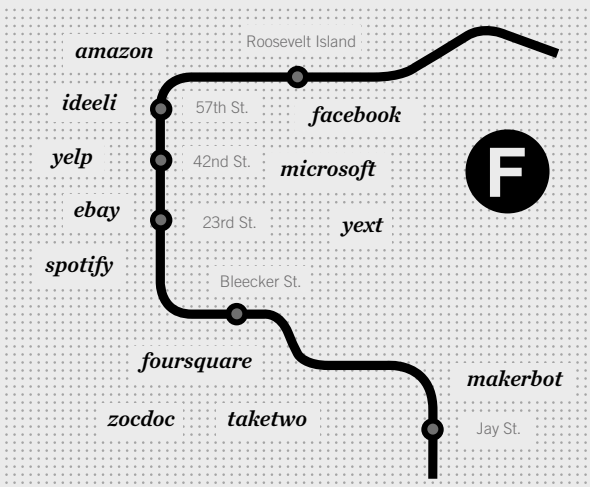 Roosevelt Island
amazon
ideeli
57th St.
facebook
yelp
42nd St.
microsoft
F
ebay
23rd St.
yext
spotify
Bleecker St.
foursquare
makerbot
zocdoc
taketwo
Jay St.